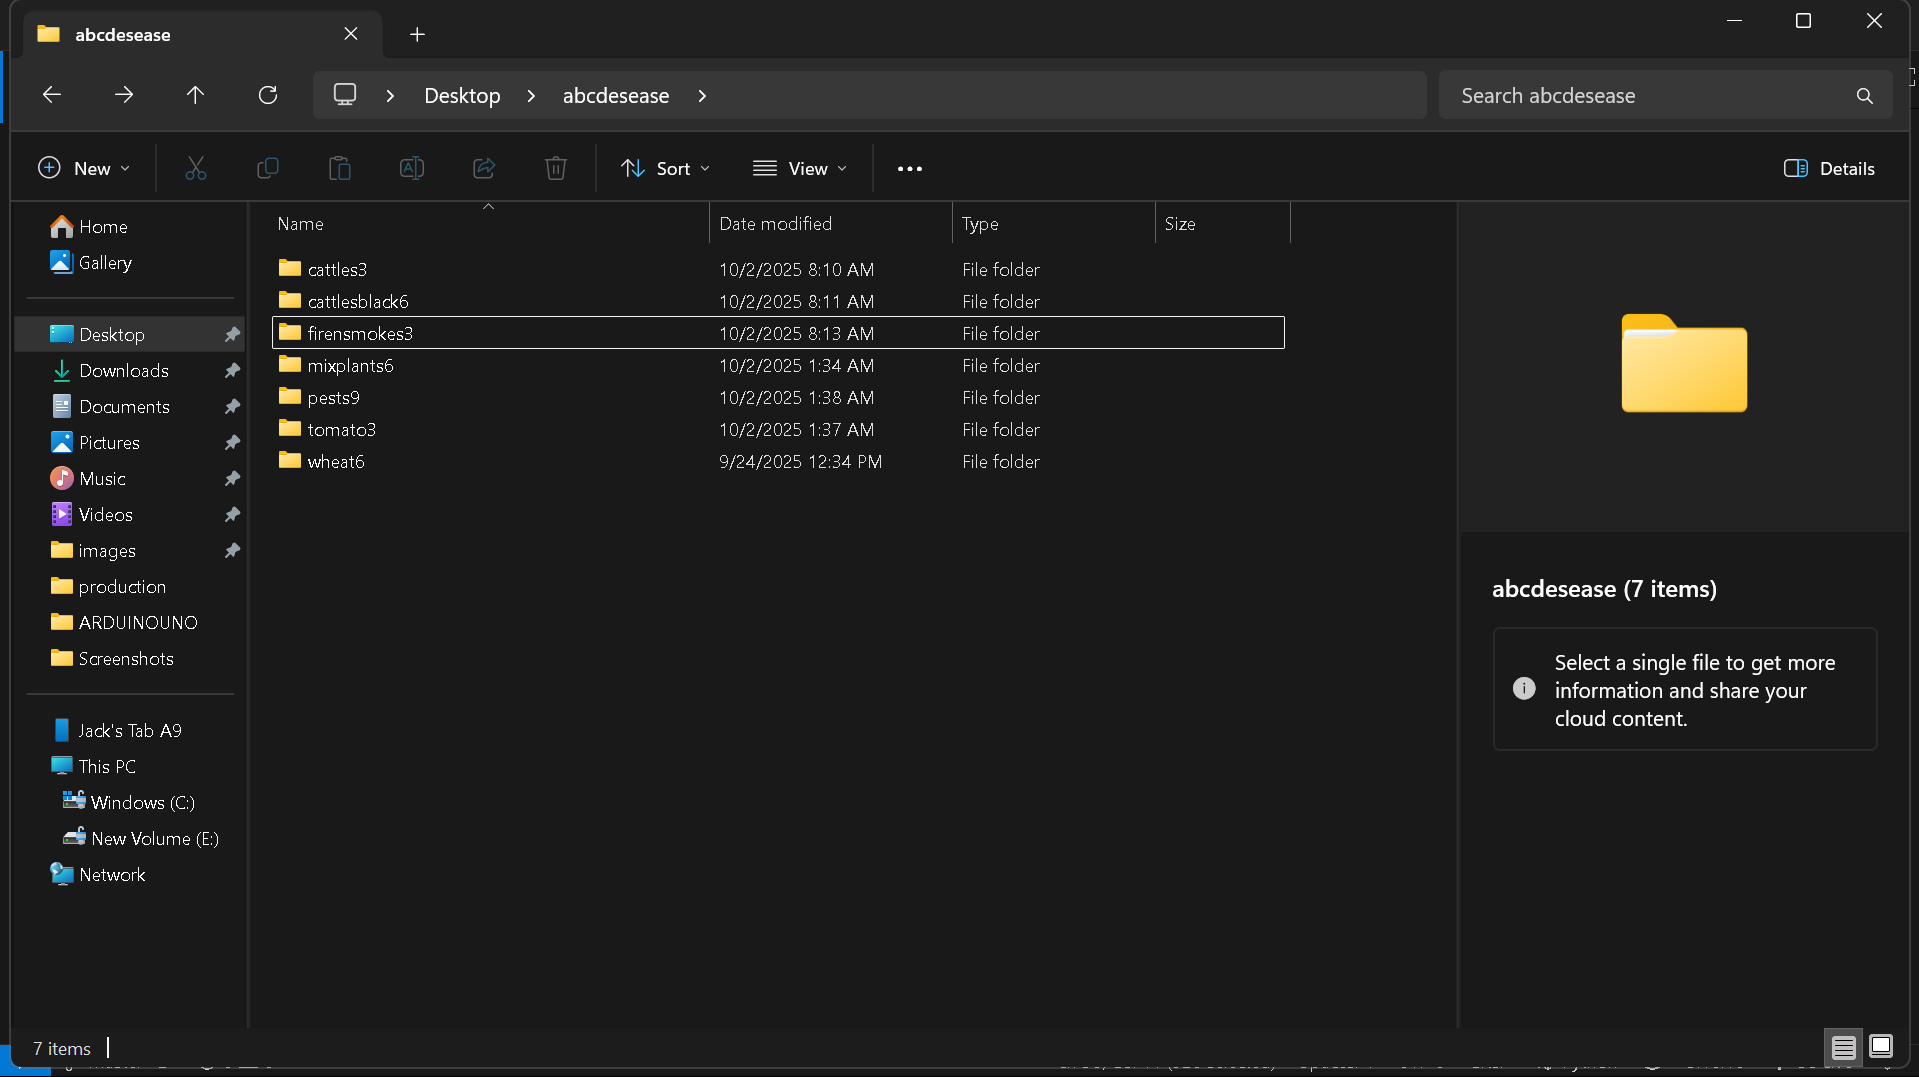 abcdesease
Desktop
abcdesease
Search abcdesease
New
Sort
View
Details
Home
Gallery
Desktop
Downloads
Documents
Pictures
Music
Videos
images
production
ARDUINOUNO
Screenshots
Jack's Tab A9
This PC
Windows (C:)
New Volume (E:)
Network
Name Date modified Type Size
cattles3 10/2/2025 8:10 AM File folder
cattlesblack6 10/2/2025 8:11 AM File folder
firensmokes3 10/2/2025 8:13 AM File folder
mixplants6 10/2/2025 1:34 AM File folder
pests9 10/2/2025 1:38 AM File folder
tomato3 10/2/2025 1:37 AM File folder
wheat6 9/24/2025 12:34 PM File folder
abcdesease (7 items)
Select a single file to get more
information and share your
cloud content.
7 items